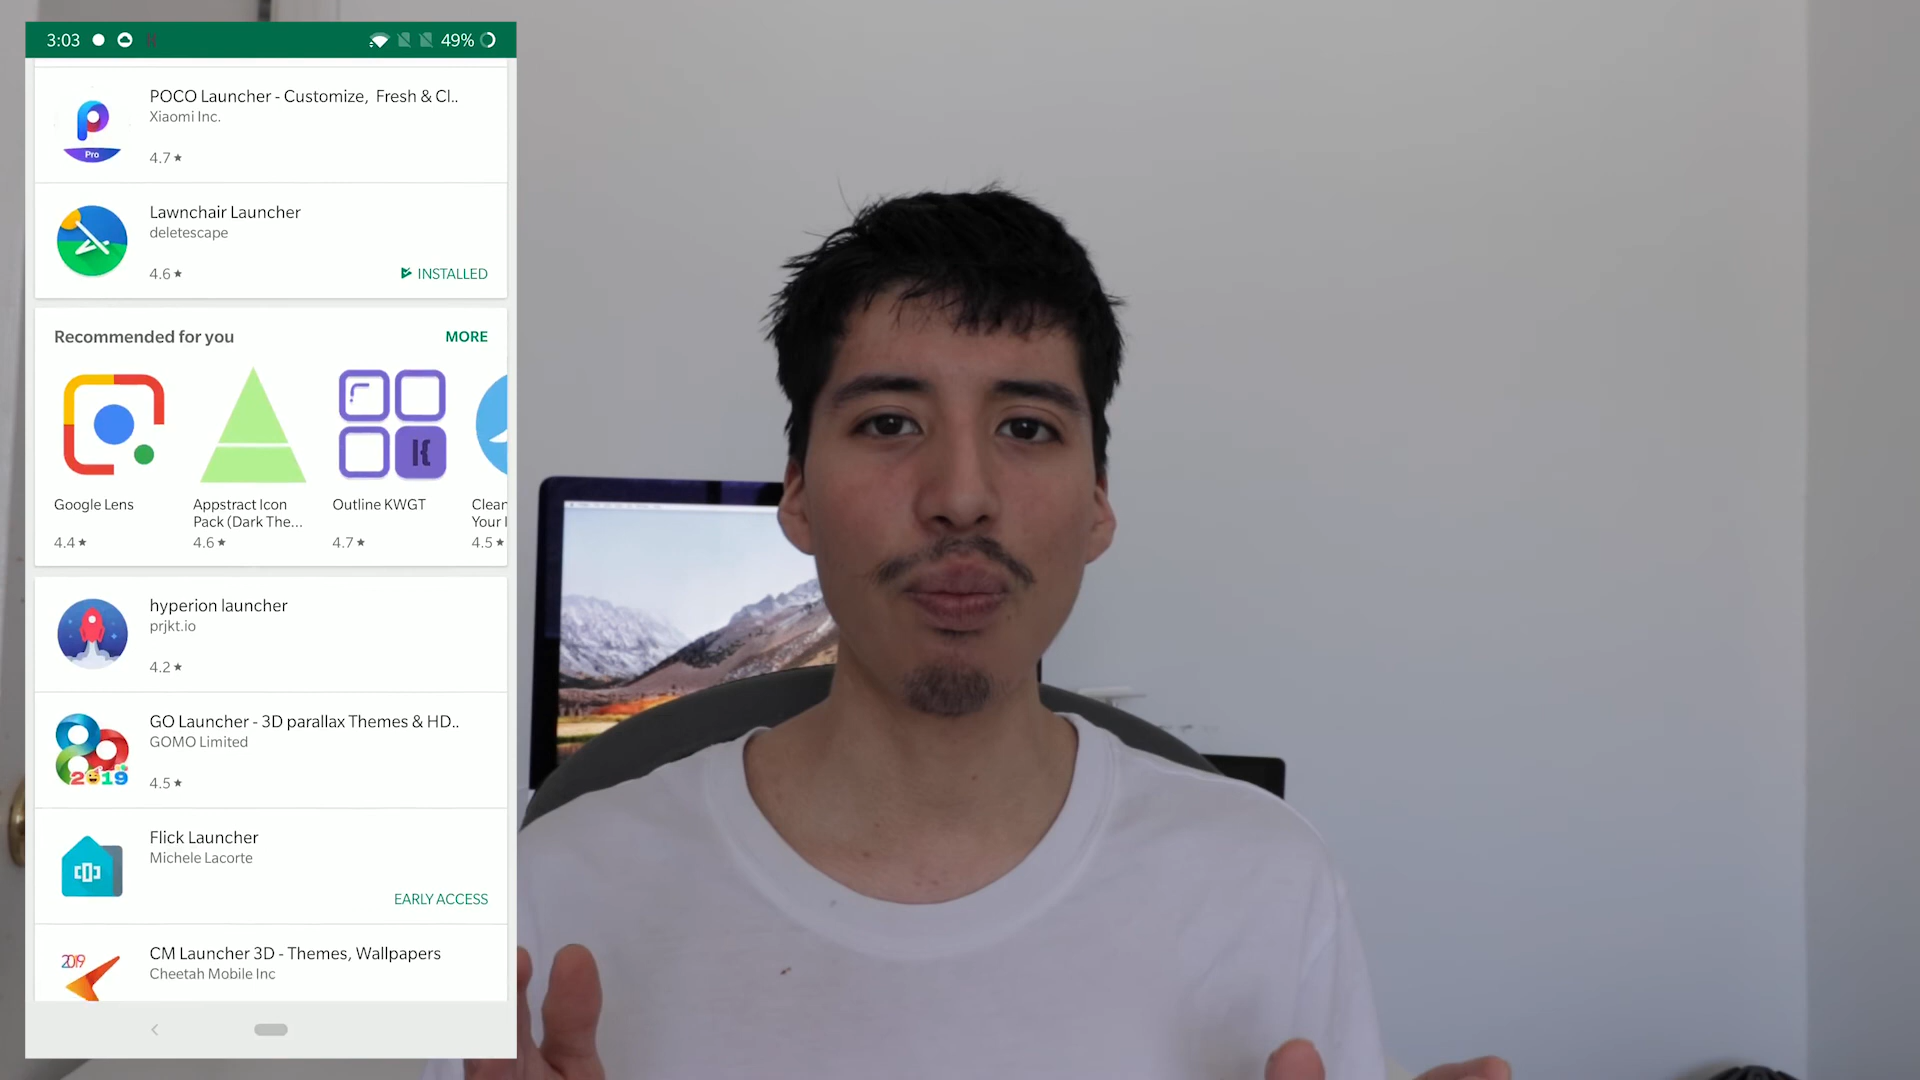 3:03
49%
POCO Launcher - Customize, Fresh & Cl..
Xiaomi Inc.
Pro
4.7★
Lawnchair Launcher
deletescape
4.6★
INSTALLED
Recommended for you
MORE
Google Lens
4.4★
Appstract Icon
Pack (Dark The...
4.6★
Outline KWGT
4.7★
Clean
Your
4.5★
hyperion launcher
prjkt.io
4.2★
GO Launcher - 3D parallax Themes & HD..
GOMO Limited
2019
4.5★
Flick Launcher
Michele Lacorte
EARLY ACCESS
2019
CM Launcher 3D - Themes, Wallpapers
Cheetah Mobile Inc